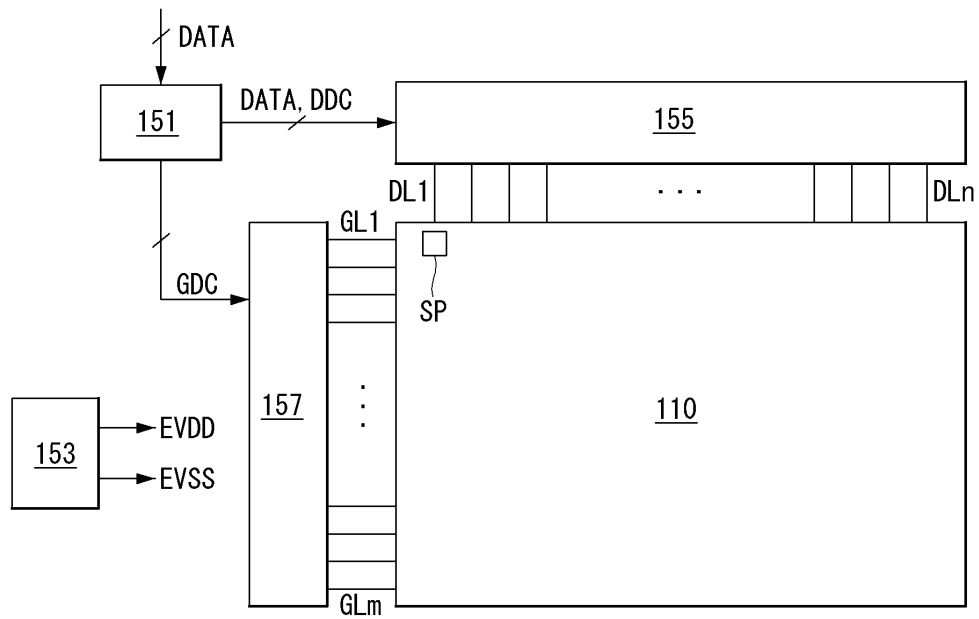 DATA
151
DATA, DDC
155
DL1
. . .
DLn
GL1
GDC
SP
157
110
153
EVDD
EVSS
GLm